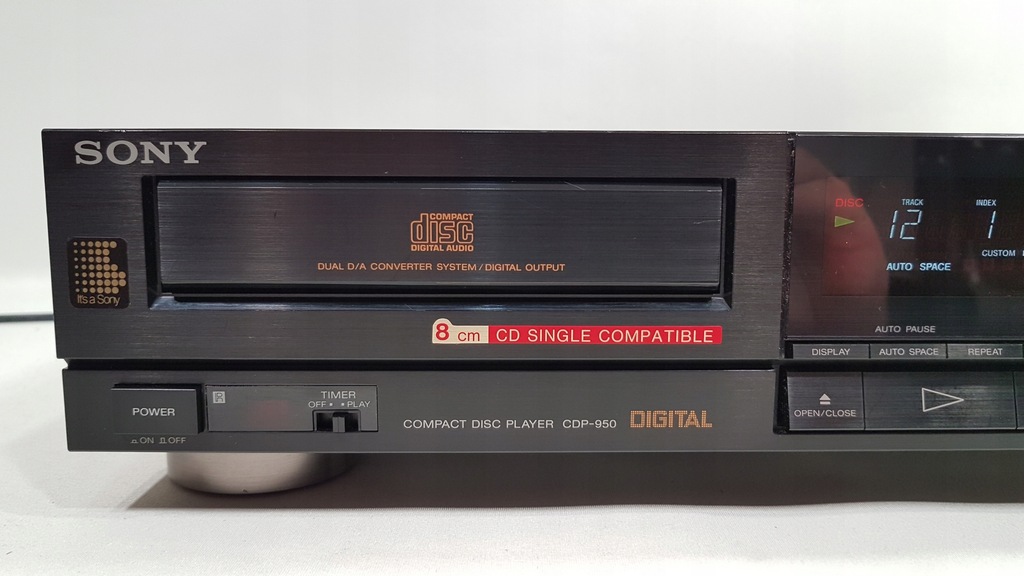 SONY
It's a Sony
COMPACT
disc
DIGITAL AUDIO
DUAL D/A CONVERTER SYSTEM/DIGITAL OUTPUT
8 cm CD SINGLE COMPATIBLE
POWER
ON OFF
TIMER
OFF PLAY
COMPACT DISC PLAYER CDP-950 DIGITAL
DISC TRACK INDEX
12 1
AUTO SPACE CUSTOM
AUTO PAUSE
DISPLAY AUTO SPACE REPEAT
OPEN/CLOSE